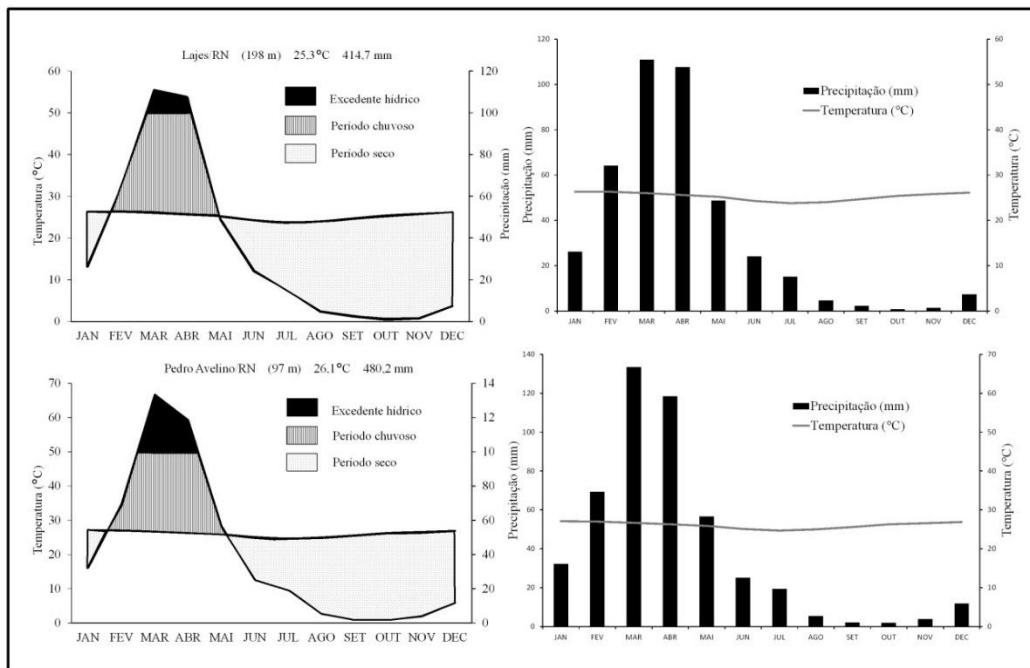 Lajes/RN (198 m) 25,3°C 414,7 mm
Temperatura (°C)
60
50
40
30
20
10
0
Excedente hídrico
Período chuvoso
Período seco
120
100
80
60
40
20
0
Precipitação (mm)
JAN FEV MAR ABR MAI JUN JUL AGO SET OUT NOV DEC
Precipitação (mm)
120
100
80
60
40
20
0
Precipitação (mm)
Temperatura (°C)
60
50
40
30
20
10
0
Temperatura (°C)
JAN FEV MAR ABR MAI JUN JUL AGO SET OUT NOV DEC
Pedro Avelino/RN (97 m) 26,1°C 480,2 mm
Temperatura (°C)
70
60
50
40
30
20
10
0
Excedente hídrico
Período chuvoso
Período seco
14
12
10
80
60
40
20
0
JAN FEV MAR ABR MAI JUN JUL AGO SET OUT NOV DEC
Precipitação (mm)
140
120
100
80
60
40
20
0
Precipitação (mm)
Temperatura (°C)
70
60
50
40
30
20
10
0
Temperatura (°C)
JAN FEV MAR ABR MAI JUN JUL AGO SET OUT NOV DEC